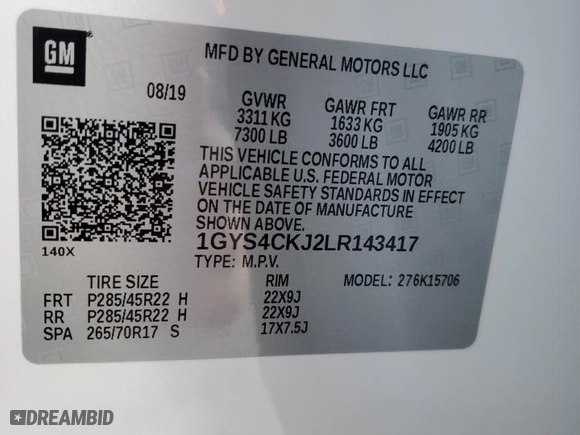 GM
MFD BY GENERAL MOTORS LLC
08/19
GVWR GAWR FRT GAWR RR
3311 KG 1633 KG 1905 KG
7300 LB 3600 LB 4200 LB
THIS VEHICLE CONFORMS TO ALL
APPLICABLE U.S. FEDERAL MOTOR
VEHICLE SAFETY STANDARDS IN EFFECT
ON THE DATE OF MANUFACTURE
SHOWN ABOVE.
1GYS4CKJ2LR143417
140X
TYPE: M.P.V. MODEL: 276K15706
TIRE SIZE RIM
FRT P285/45R22 H 22X9J
RR P285/45R22 H 22X9J
SPA 265/70R17 S 17X7.5J
DREAMBID